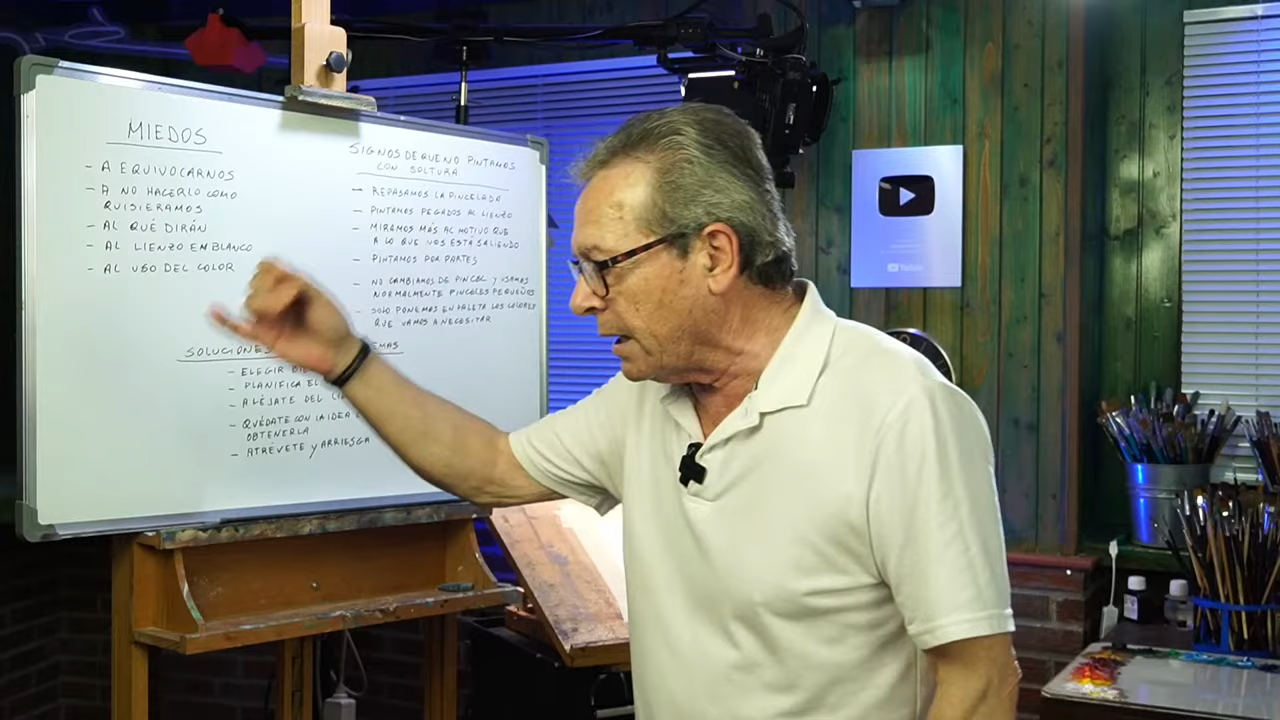 MIEDOS
- A EQUIVOCARNOS
- A NO HACERLO COMO
QUISIERAMOS
- AL QUÉ DIRÁN
- AL LIENZO EN BLANCO
- AL USO DEL COLOR
SIGNOS DE QUE NO PINTAMOS
CON SOLTURA
- REPASAMOS LA PINCELADA
- PINTAMOS PEGADOS AL LIENZO
- MIRAMOS MÁS AL MOTIVO QUE
A LO QUE NOS ESTÁ SALIENDO
- PINTAMOS POR PARTES
- NO CAMBIAMOS DE PINCEL y USAMOS
NORMALMENTE PINCELES PEQUEÑOS
- SOLO PONEMOS EN PALETA LOS COLORES
QUE VAMOS A NECESITAR
SOLUCIONES
- ELEGIR
- PLANIFICA EL
- ALÉJATE DEL
- QUÉDATE CON LA IDEA
OBTENERLA
- ATRÉVETE y ARRIESGA
YouTube